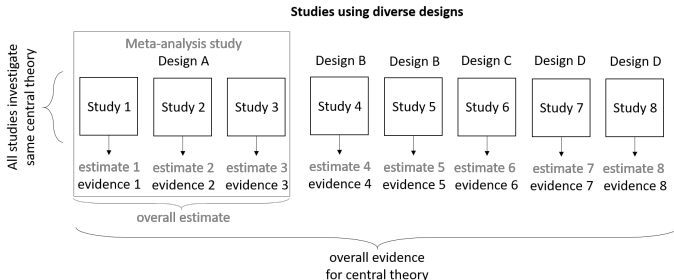 Studies using diverse designs
All studies investigate
same central theory
Meta-analysis study
Design A
Design B
Design B
Design C
Design D
Design D
Study 1
Study 2
Study 3
Study 4
Study 5
Study 6
Study 7
Study 8
estimate 1
estimate 2
estimate 3
estimate 4
estimate 5
estimate 6
estimate 7
estimate 8
evidence 1
evidence 2
evidence 3
evidence 4
evidence 5
evidence 6
evidence 7
evidence 8
overall estimate
overall evidence
for central theory